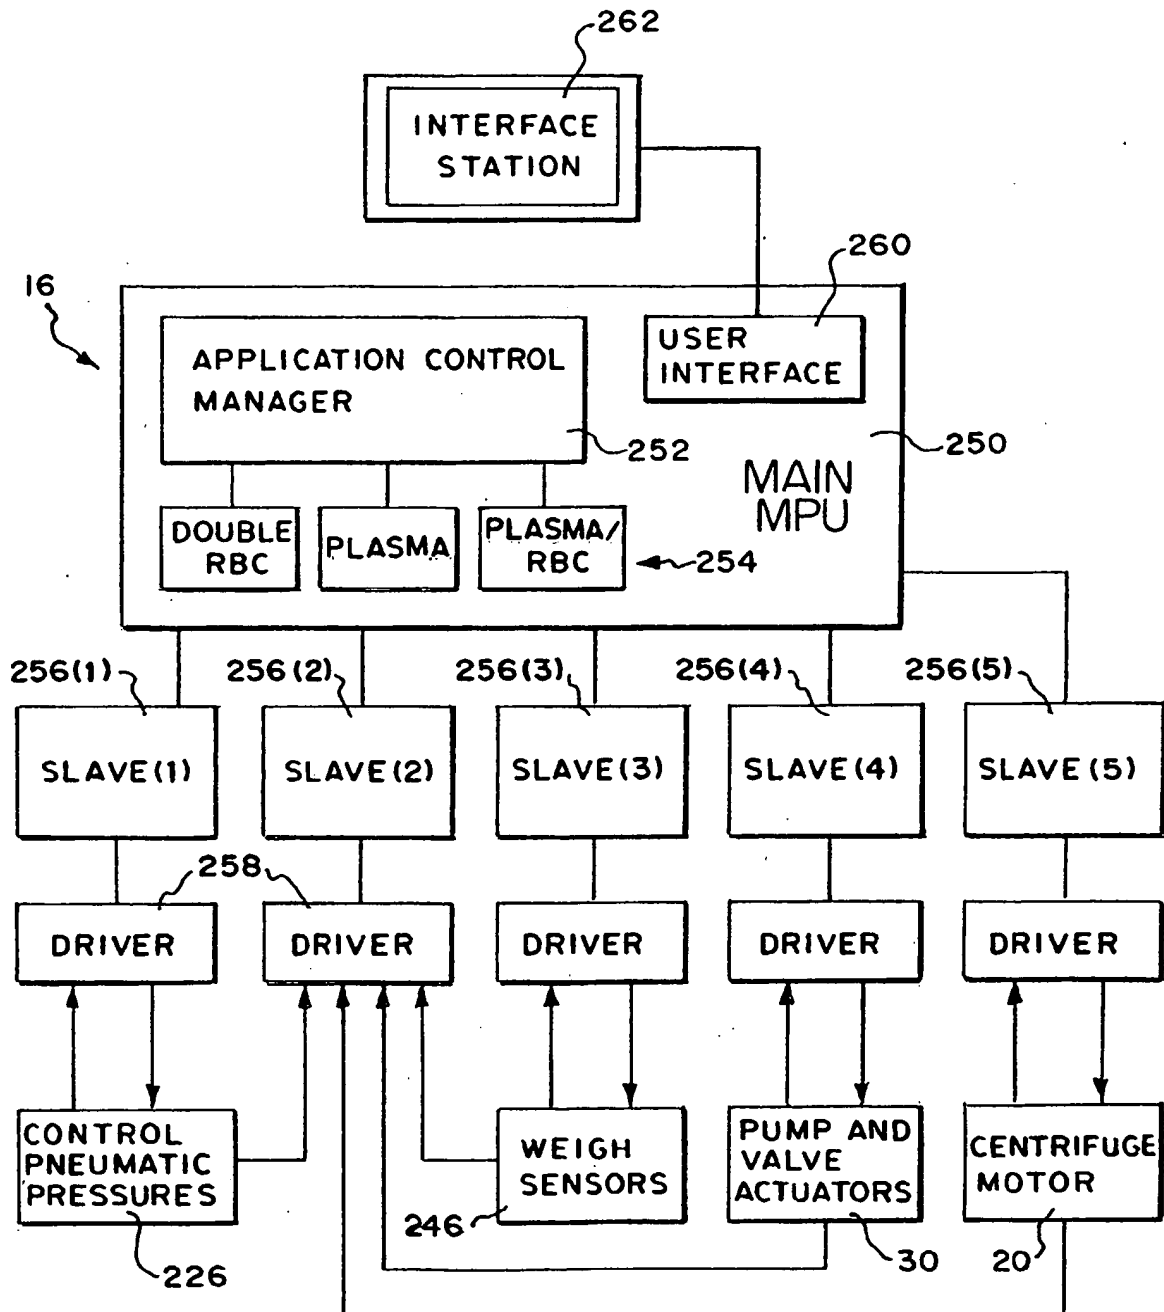 262
INTERFACE
STATION
260
16
USER
INTERFACE
APPLICATION CONTROL
MANAGER
252
250
MAIN
MPU
DOUBLE
RBC
PLASMA
PLASMA/
RBC
254
256(1)
256(2)
256(3)
256(4)
256(5)
SLAVE(1)
SLAVE(2)
SLAVE(3)
SLAVE(4)
SLAVE(5)
258
DRIVER
DRIVER
DRIVER
DRIVER
DRIVER
CONTROL
PNEUMATIC
PRESSURES
WEIGH
SENSORS
PUMP AND
VALVE
ACTUATORS
CENTRIFUGE
MOTOR
226
246
30
20